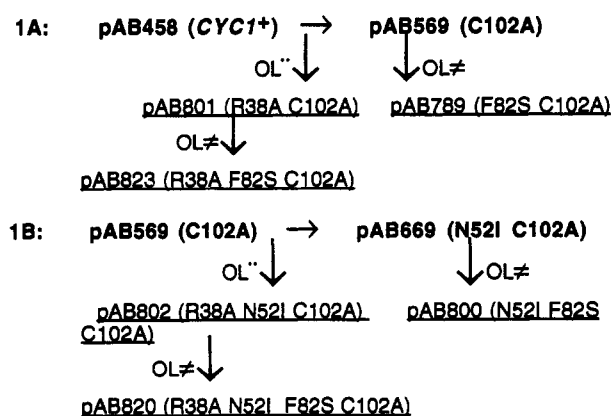 1A: pAB458 (CYC1⁺) → pAB569 (C102A)
OL¨ OL≠
pAB801 (R38A C102A) pAB789 (F82S C102A)
OL≠
pAB823 (R38A F82S C102A)
1B: pAB569 (C102A) → pAB669 (N52I C102A)
OL¨ OL≠
pAB802 (R38A N52I C102A) pAB800 (N52I F82S
C102A)
OL≠
pAB820 (R38A N52I F82S C102A)